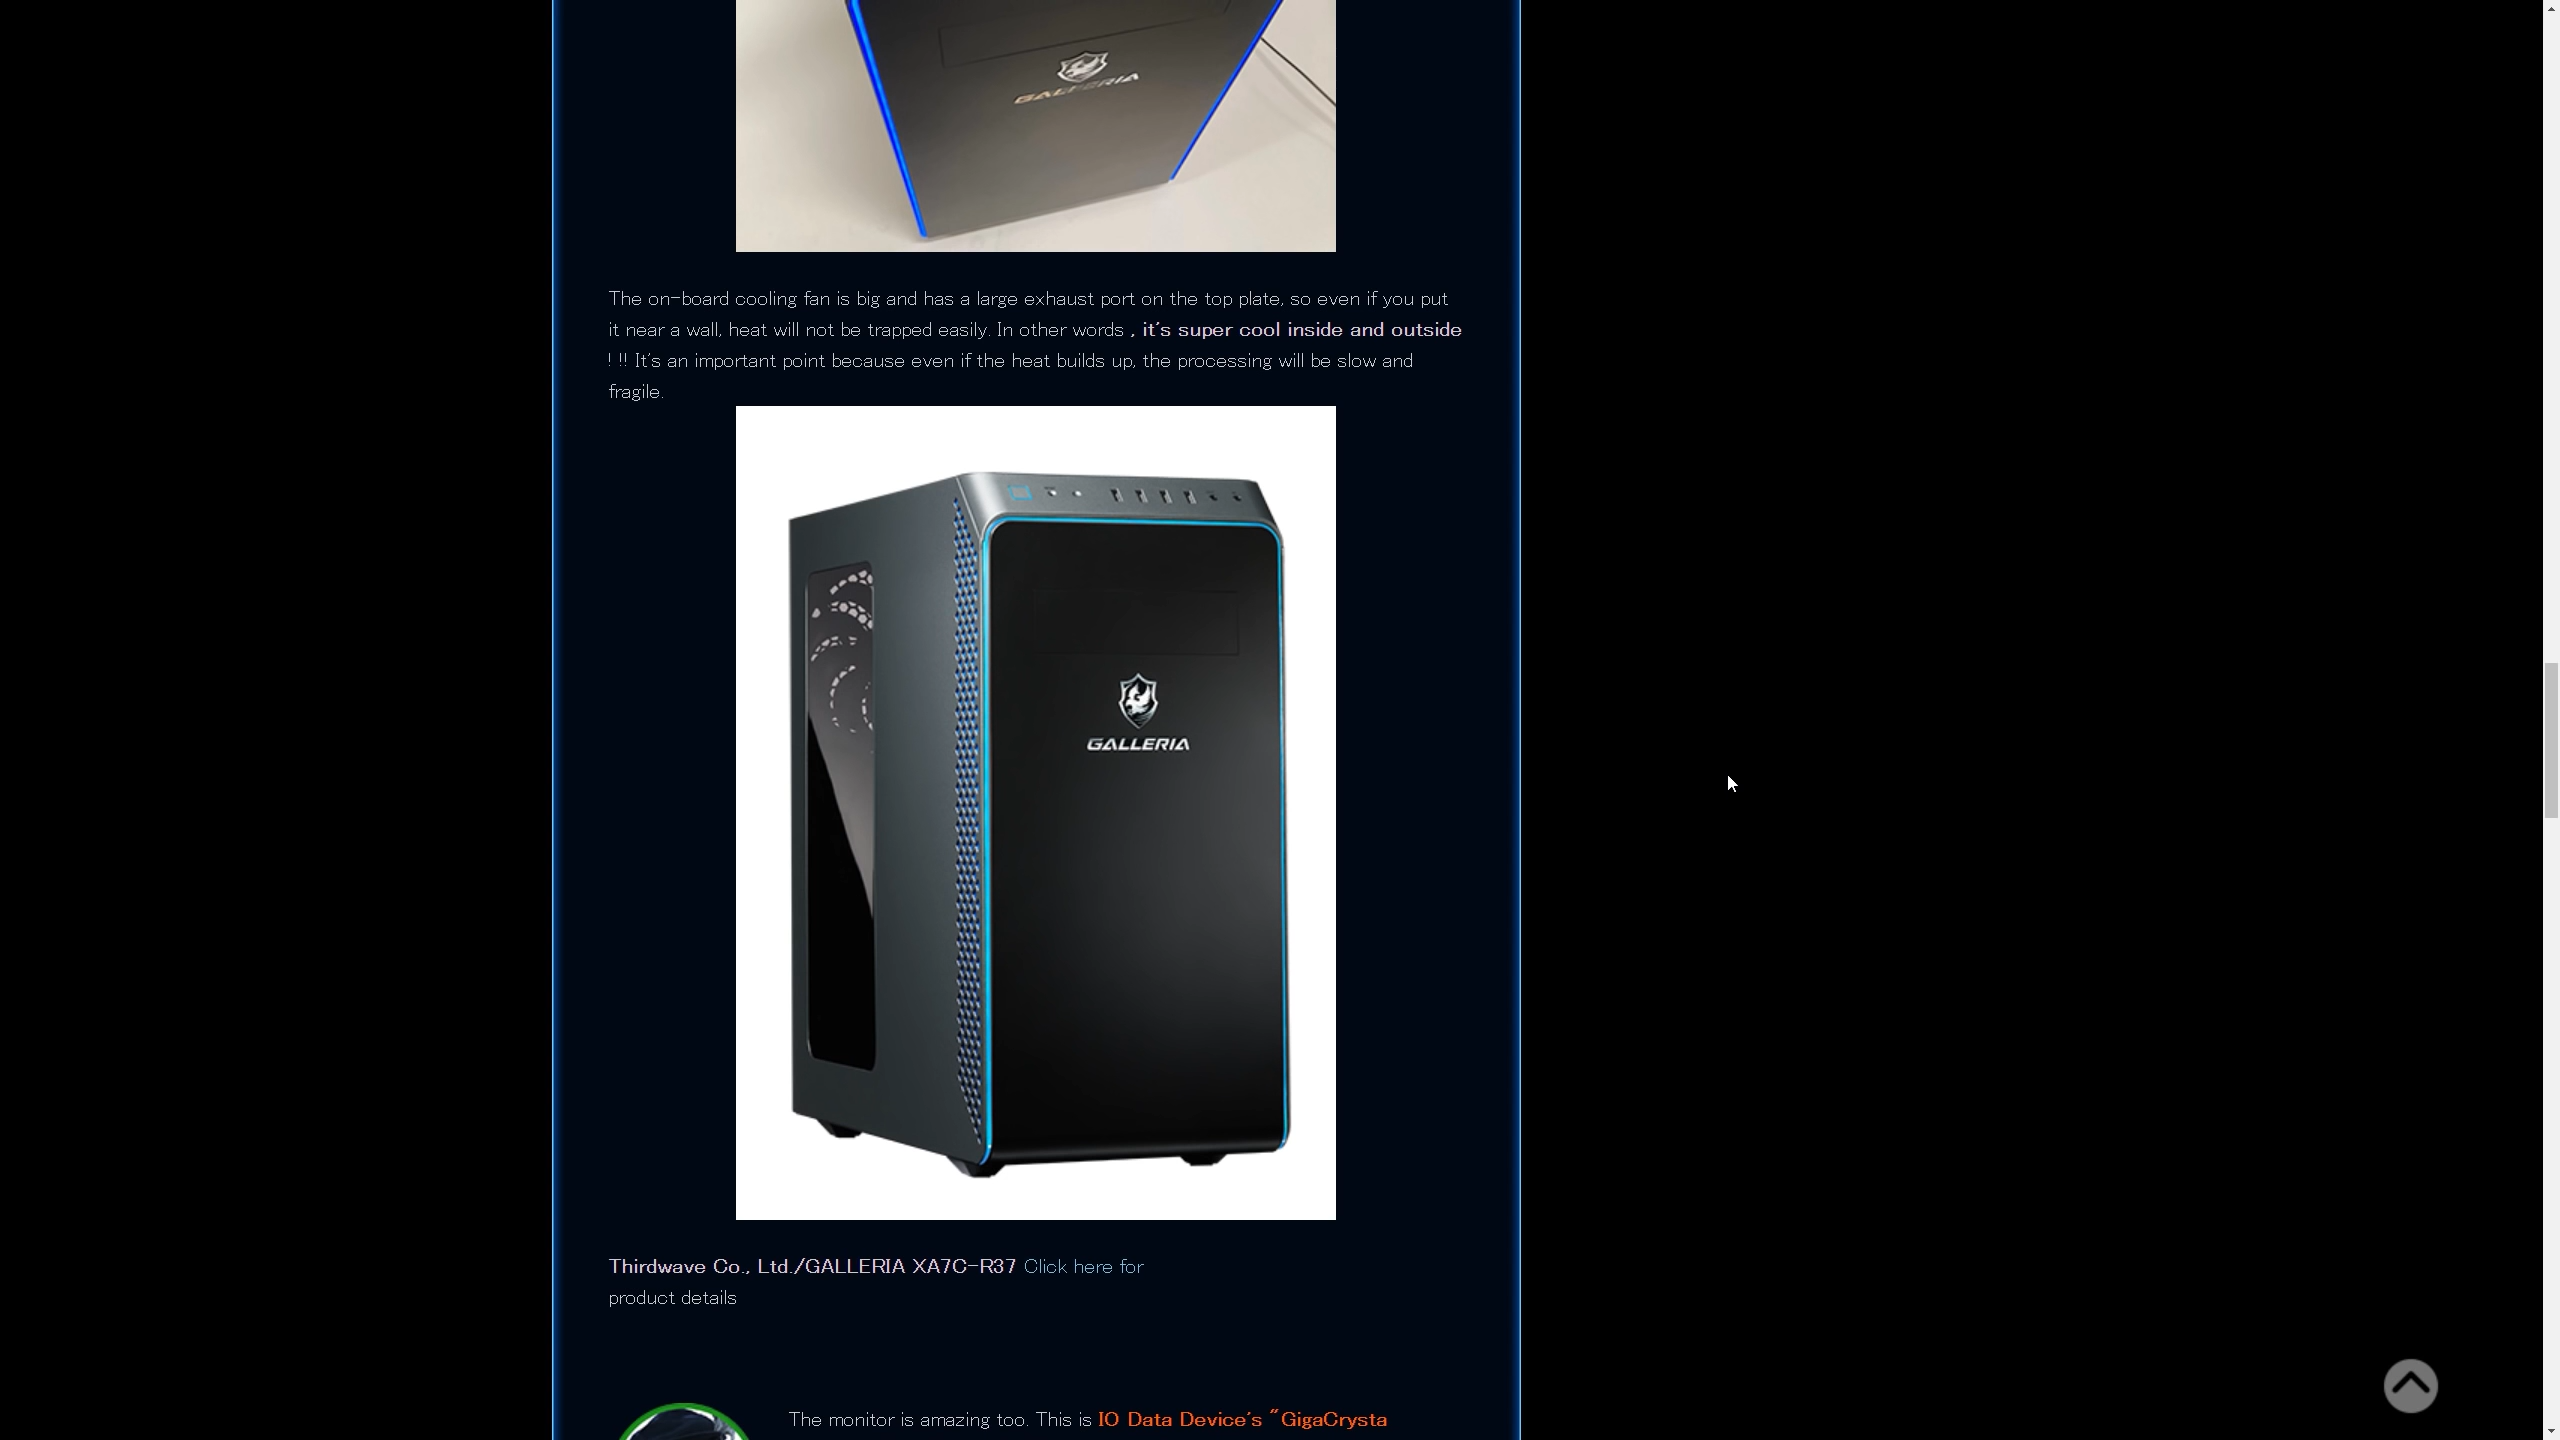 GALLERIA
The on-board cooling fan is big and has a large exhaust port on the top plate, so even if you put
it near a wall, heat will not be trapped easily. In other words , it's super cool inside and outside
! !! It's an important point because even if the heat builds up, the processing will be slow and
fragile.
GALLERIA
Thirdwave Co., Ltd./GALLERIA XA7C-R37 Click here for
product details
The monitor is amazing too. This is IO Data Device's "GigaCrysta